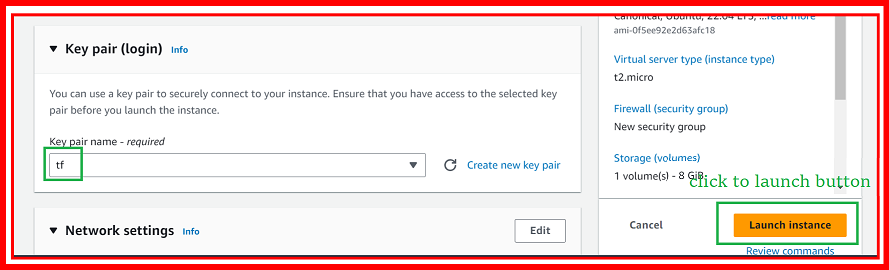 Key pair (login) Info
You can use a key pair to securely connect to your instance. Ensure that you have access to the selected key
pair before you launch the instance.
Key pair name - required
tf
Create new key pair
Network settings Info
Edit
Canonical, Ubuntu, 22.04 LTS, ...read more
ami-0f5ee92e2d63afc18
Virtual server type (instance type)
t2.micro
Firewall (security group)
New security group
Storage (volumes)
1 volume(s) - 8 GiB
click to launch button
Cancel
Launch instance
Review commands